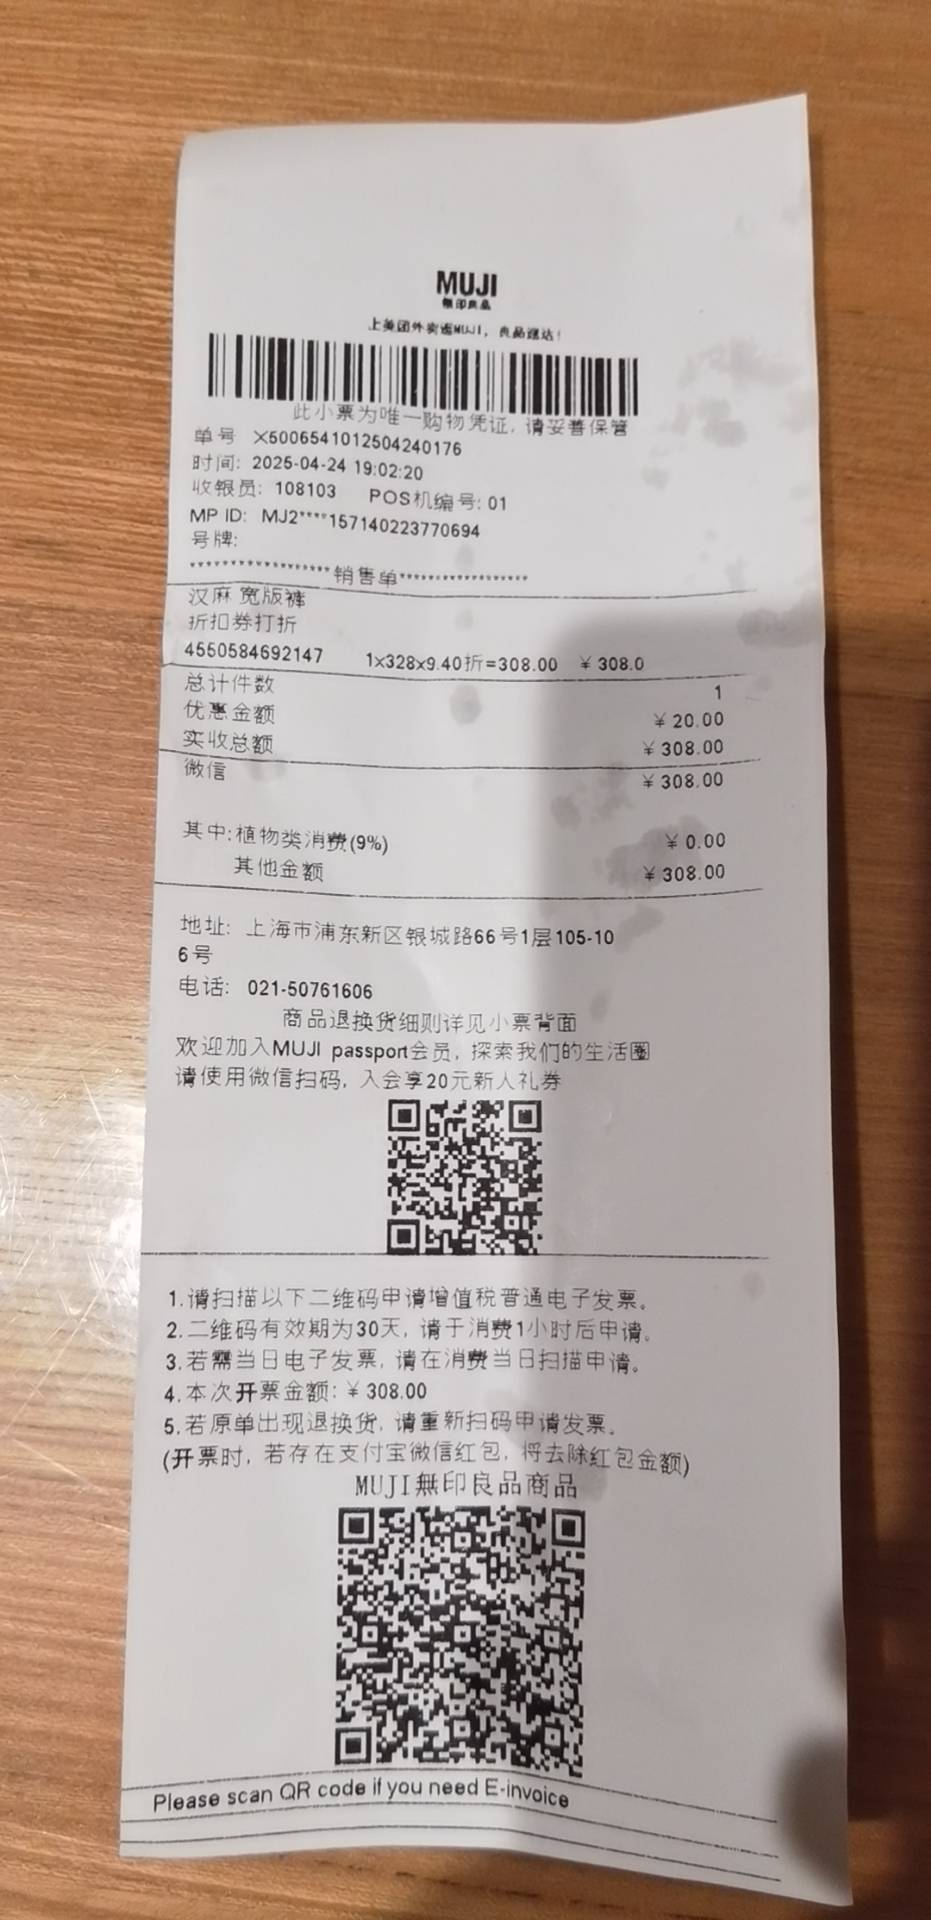 MUJI
無印良品
上美团外卖逛MUJI，良品速达！
此小票为唯一购物凭证，请妥善保管
单号 X5006541012504240176
时间: 2025-04-24 19:02:20
收银员: 108103 POS机编号: 01
MP ID: MJ2****157140223770694
号牌:
******************销售单******************
汉麻 宽版裤
折扣券打折
4550584692147 1x328x9.40折=308.00 ¥ 308.0
总计件数 1
优惠金额 ¥ 20.00
实收总额 ¥ 308.00
微信 ¥ 308.00
其中:植物类消费(9%) ¥ 0.00
其他金额 ¥ 308.00
地址: 上海市浦东新区银城路66号1层105-10
6号
电话: 021-50761606
商品退换货细则详见小票背面
欢迎加入MUJI passport会员, 探索我们的生活圈
请使用微信扫码, 入会享20元新人礼券
1.请扫描以下二维码申请增值税普通电子发票。
2.二维码有效期为30天, 请于消费1小时后申请。
3.若需当日电子发票, 请在消费当日扫描申请。
4.本次开票金额: ¥ 308.00
5.若原单出现退换货, 请重新扫码申请发票。
(开票时, 若存在支付宝微信红包, 将去除红包金额)
MUJI無印良品商品
Please scan QR code if you need E-invoice